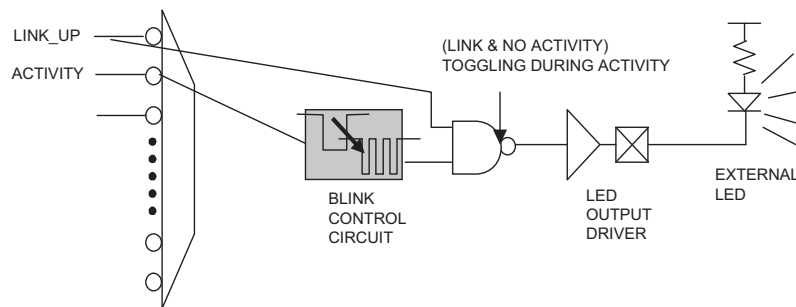 LINK_UP
ACTIVITY
(LINK & NO ACTIVITY)
TOGGLING DURING ACTIVITY
BLINK
CONTROL
CIRCUIT
LED
OUTPUT
DRIVER
EXTERNAL
LED